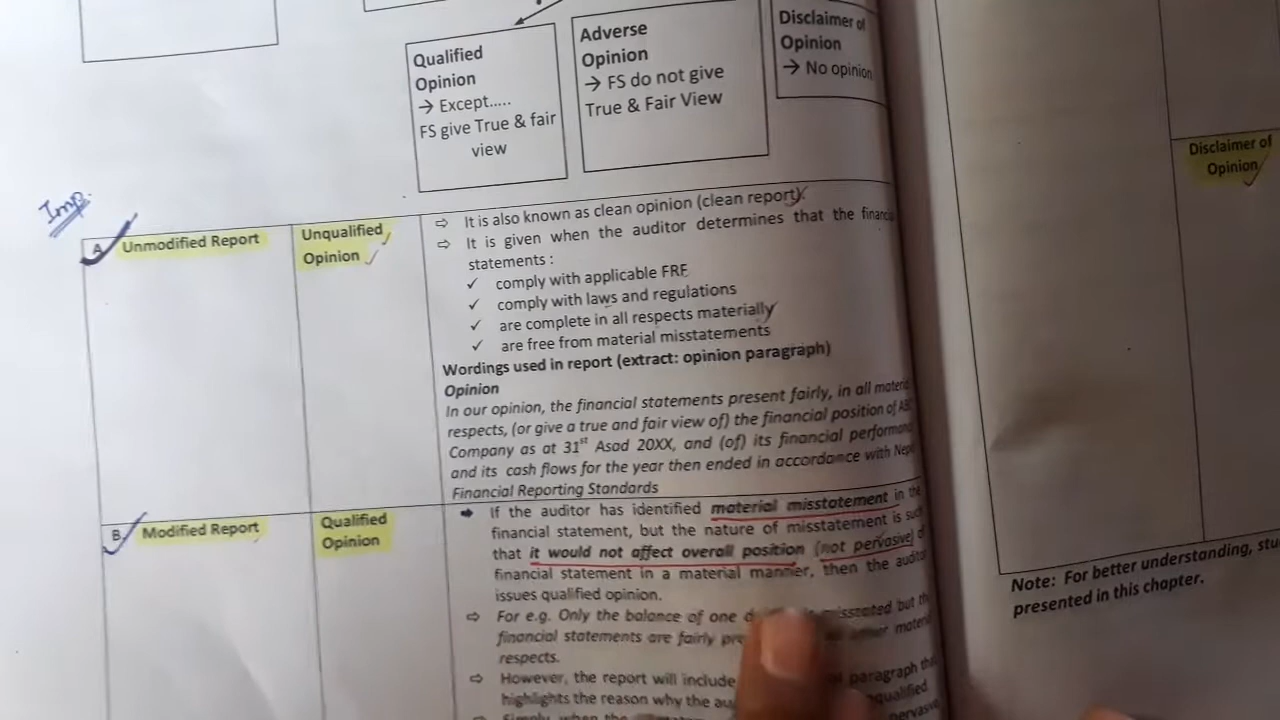 Qualified
Opinion
→ Except.....
FS give True & fair
view
Adverse
Opinion
→ FS do not give
True & Fair View
Disclaimer of
Opinion
→ No opinion
Imp.
A Unmodified Report
Unqualified
Opinion
⇨ It is also known as clean opinion (clean report).
⇨ It is given when the auditor determines that the
statements :
✓ comply with applicable FRF
✓ comply with laws and regulations
✓ are complete in all respects materially
✓ are free from material misstatements
Wordings used in report (extract: opinion paragraph)
Opinion
In our opinion, the financial statements present fairly, in all
respects, (or give a true and fair view of) the financial position of
Company as at 31st Asad 20XX, and (of) its financial
and its cash flows for the year then ended in accordance with
Financial Reporting Standards
B Modified Report
Qualified
Opinion
➡ If the auditor has identified material misstatement in the
financial statement, but the nature of misstatement is
that it would not affect overall position (not pervasive)
financial statement in a material manner, then the
issues qualified opinion.
⇨ For e.g. Only the balance of one misstated but
financial statements are fairly
respects.
⇨ However, the report will include paragraph
highlights the reason why the
Disclaimer of
Opinion
Note: For better understanding,
presented in this chapter.